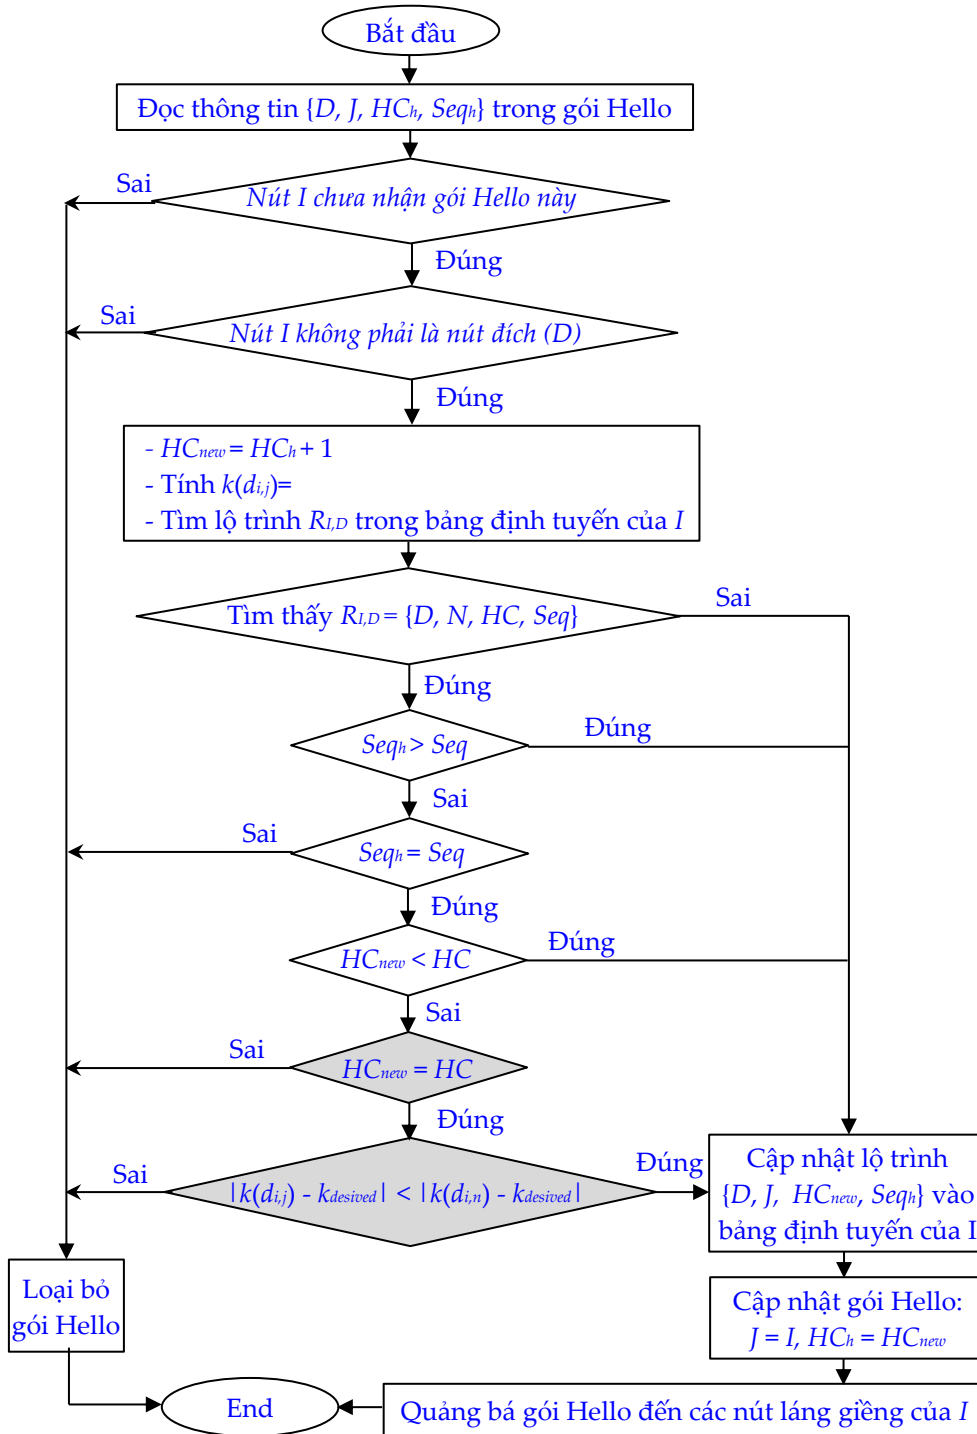 Bắt đầu
Đọc thông tin {D, J, HCh, Seqh} trong gói Hello
Sai
Nút I chưa nhận gói Hello này
Đúng
Sai
Nút I không phải là nút đích (D)
Đúng
- HCnew = HCh + 1
- Tính k(di,j)=
- Tìm lộ trình RI,D trong bảng định tuyến của I
Sai
Tìm thấy RI,D = {D, N, HC, Seq}
Đúng
Seqh > Seq
Đúng
Sai
Sai
Seqh = Seq
Đúng
HCnew < HC
Đúng
Sai
Sai
HCnew = HC
Đúng
Sai
|k(di,j) - kdesived| < |k(di,n) - kdesived|
Đúng
Cập nhật lộ trình
{D, J, HCnew, Seqh} vào
bảng định tuyến của I
Loại bỏ
gói Hello
Cập nhật gói Hello:
J = I, HCh = HCnew
End
Quảng bá gói Hello đến các nút láng giềng của I